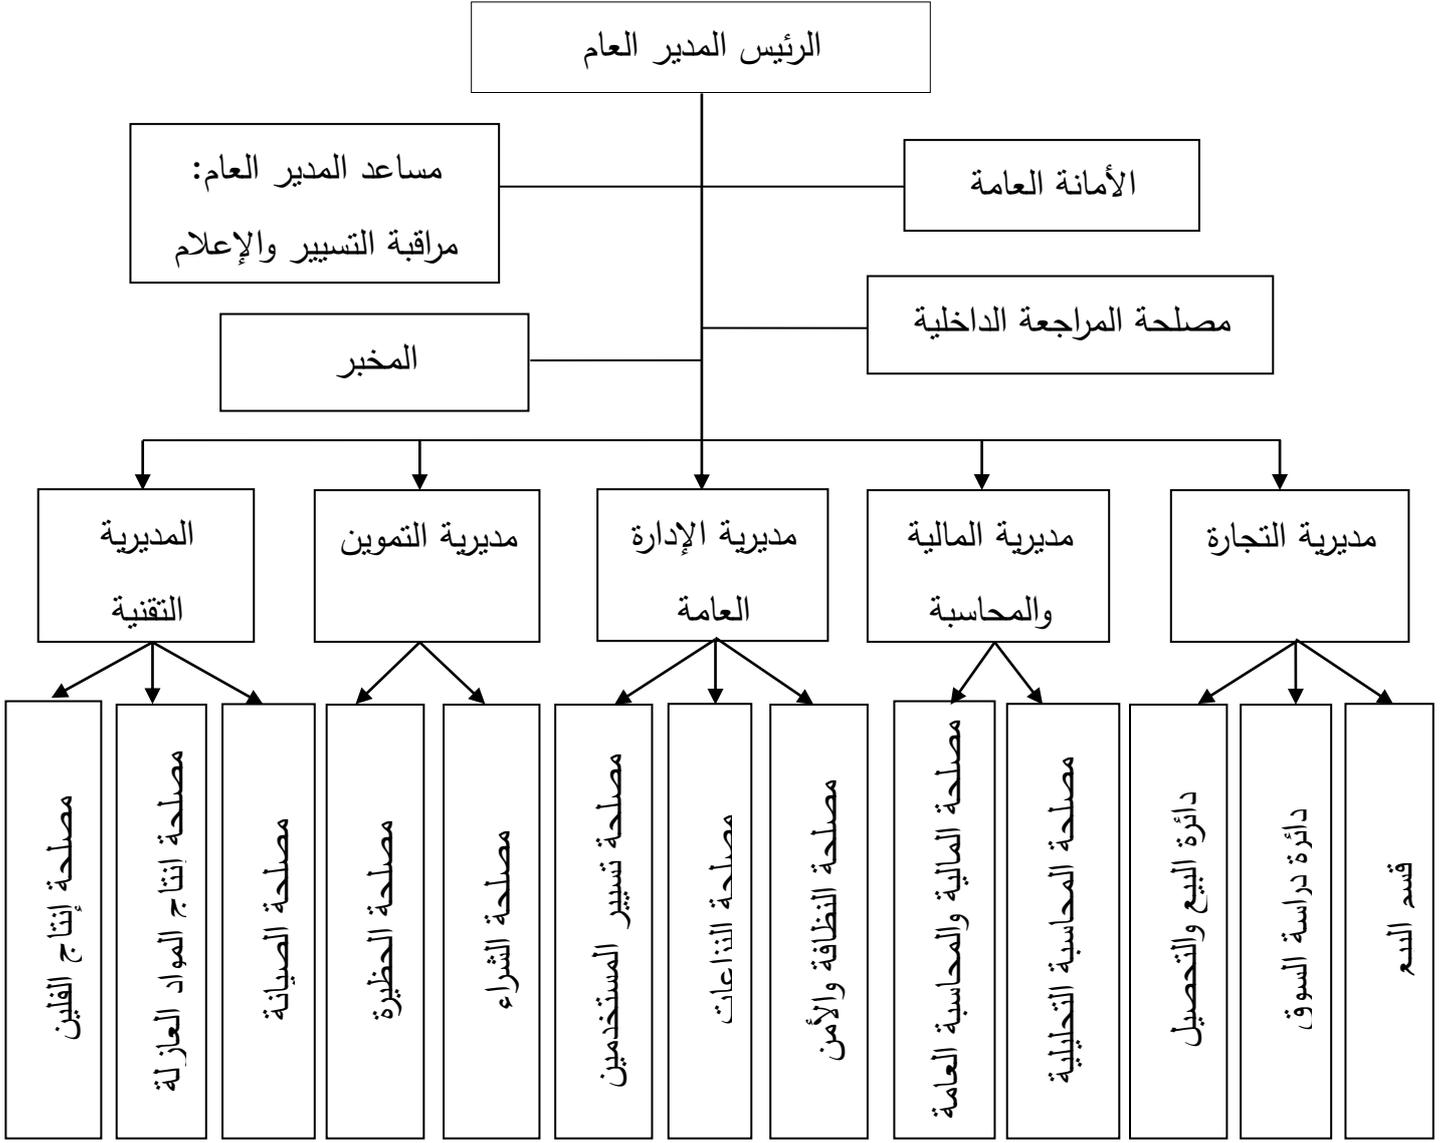 الرئيس المدير العام
الأمانة العامة
مساعد المدير العام:
مراقبة التسيير والإعلام
مصلحة المراجعة الداخلية
المخبر
مديرية التجارة
مديرية المالية
والمحاسبة
مديرية الإدارة
العامة
مديرية التموين
المديرية
التقنية
قسم البيع
دائرة دراسة السوق
دائرة البيع والتحصيل
مصلحة المحاسبة التحليلية
مصلحة المالية والمحاسبة العامة
مصلحة النظافة والأمن
مصلحة النزاعات
مصلحة تسيير المستخدمين
مصلحة الشراء
مصلحة الحظيرة
مصلحة الصيانة
مصلحة إنتاج المواد العازلة
مصلحة إنتاج الفلين